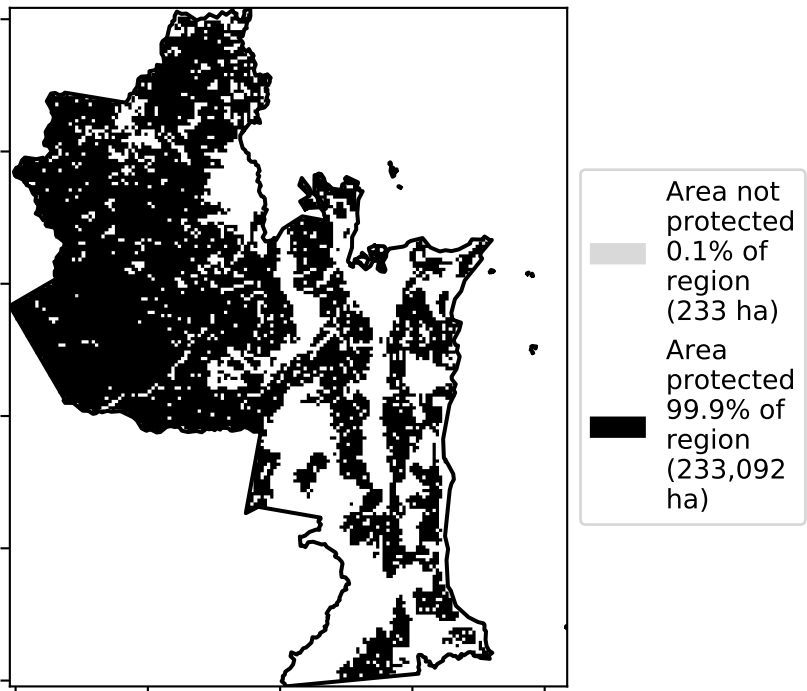 Area not
protected
0.1% of
region
(233 ha)
Area
protected
99.9% of
region
(233,092
ha)